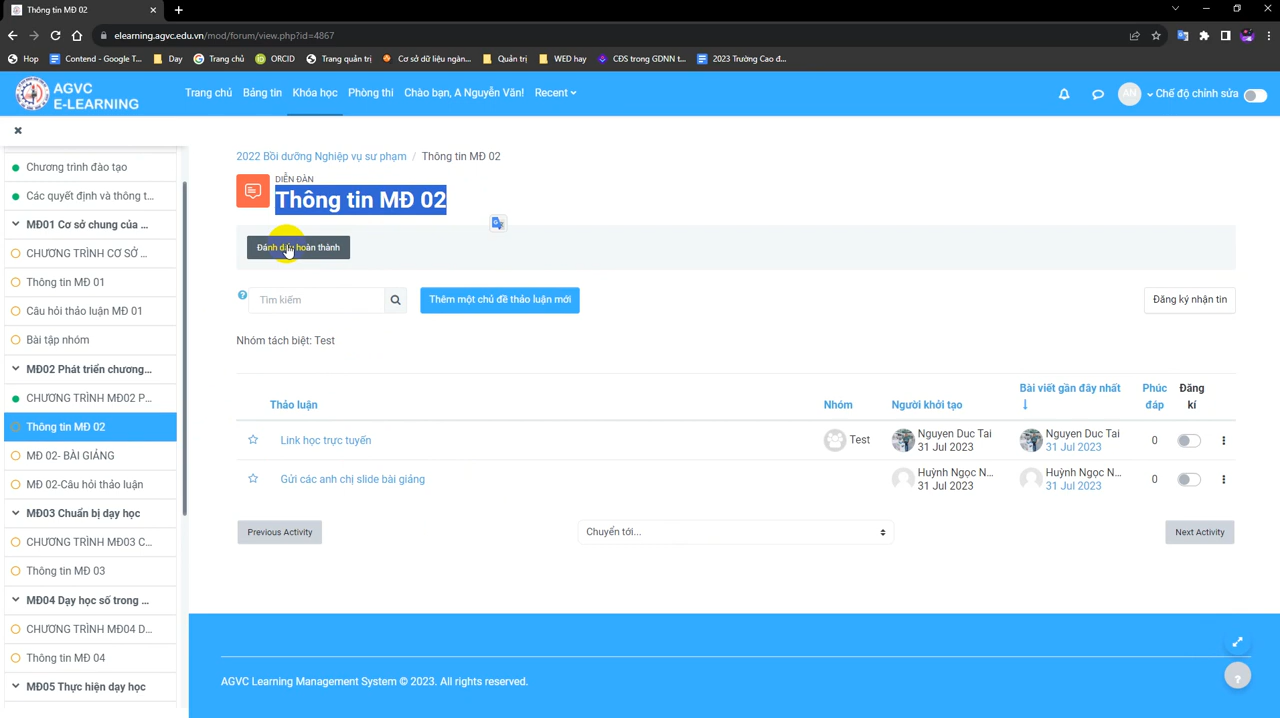 Thông tin MĐ 02
elearning.agvc.edu.vn/mod/forum/view.php?id=4867
Hop
Contend - Google T...
Day
Trang chủ
ORCID
Trang quản trị
Cơ sở dữ liệu ngàn...
Quản trị
WED hay
CĐS trong GDNN t...
2023 Trường Cao đ...
AGVC
E-LEARNING
Trang chủ
Bảng tin
Khóa học
Phòng thi
Chào bạn, A Nguyễn Văn!
Recent
AN
Chế độ chỉnh sửa
Chương trình đào tạo
Các quyết định và thông t...
MĐ01 Cơ sở chung của ...
CHƯƠNG TRÌNH CƠ SỞ ...
Thông tin MĐ 01
Câu hỏi thảo luận MĐ 01
Bài tập nhóm
MĐ02 Phát triển chương...
CHƯƠNG TRÌNH MĐ02 P...
Thông tin MĐ 02
MĐ 02- BÀI GIẢNG
MĐ 02-Câu hỏi thảo luận
MĐ03 Chuẩn bị dạy học
CHƯƠNG TRÌNH MĐ03 C...
Thông tin MĐ 03
MĐ04 Dạy học số trong ...
CHƯƠNG TRÌNH MĐ04 D...
Thông tin MĐ 04
MĐ05 Thực hiện dạy học
2022 Bồi dưỡng Nghiệp vụ sư phạm / Thông tin MĐ 02
DIỄN ĐÀN
Thông tin MĐ 02
Đánh dấu hoàn thành
Tìm kiếm
Thêm một chủ đề thảo luận mới
Đăng ký nhận tin
Nhóm tách biệt: Test
Thảo luận
Nhóm
Người khởi tạo
Bài viết gần đây nhất ↓
Phúc đáp
Đăng kí
Link học trực tuyến
Test
Nguyen Duc Tai
31 Jul 2023
Nguyen Duc Tai
31 Jul 2023
0
Gửi các anh chị slide bài giảng
Huỳnh Ngọc N...
31 Jul 2023
Huỳnh Ngọc N...
31 Jul 2023
0
Previous Activity
Chuyển tới...
Next Activity
AGVC Learning Management System © 2023. All rights reserved.
?